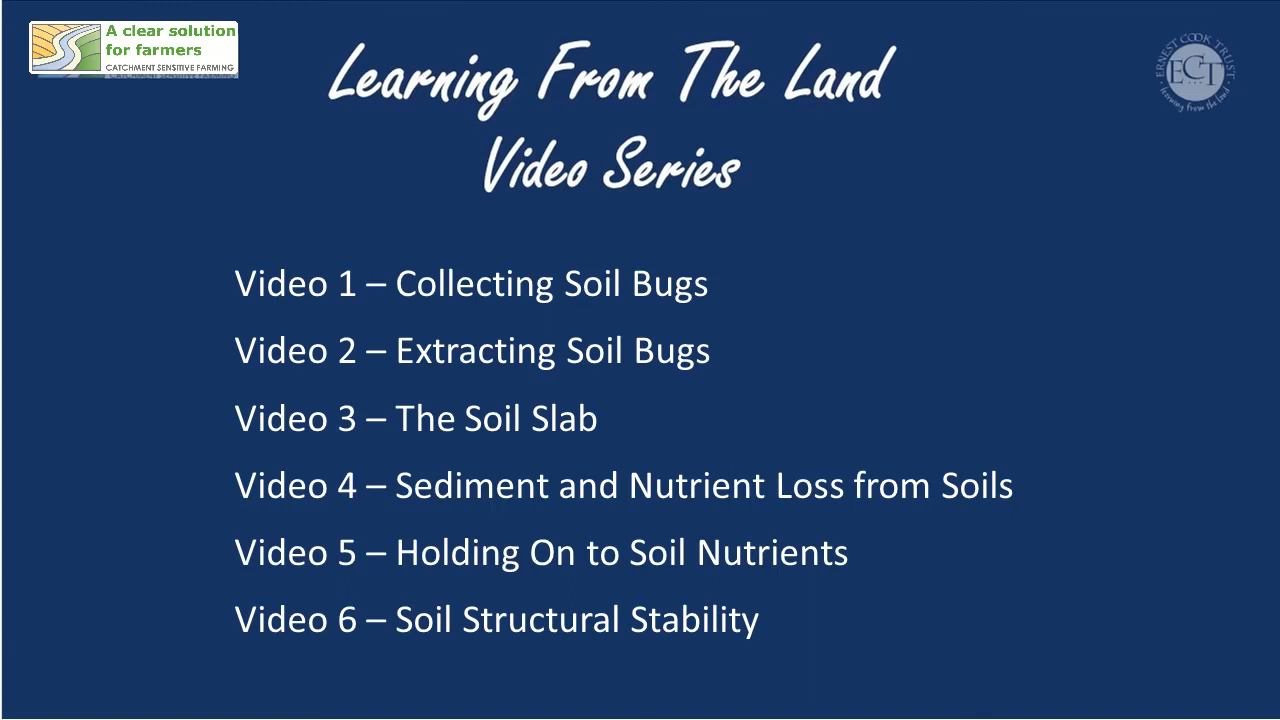 A clear solution
for farmers
CATCHMENT SENSITIVE FARMING
Learning From The Land
Video Series
ERNEST COOK TRUST
ECT
learning from the land
Video 1 – Collecting Soil Bugs
Video 2 – Extracting Soil Bugs
Video 3 – The Soil Slab
Video 4 – Sediment and Nutrient Loss from Soils
Video 5 – Holding On to Soil Nutrients
Video 6 – Soil Structural Stability